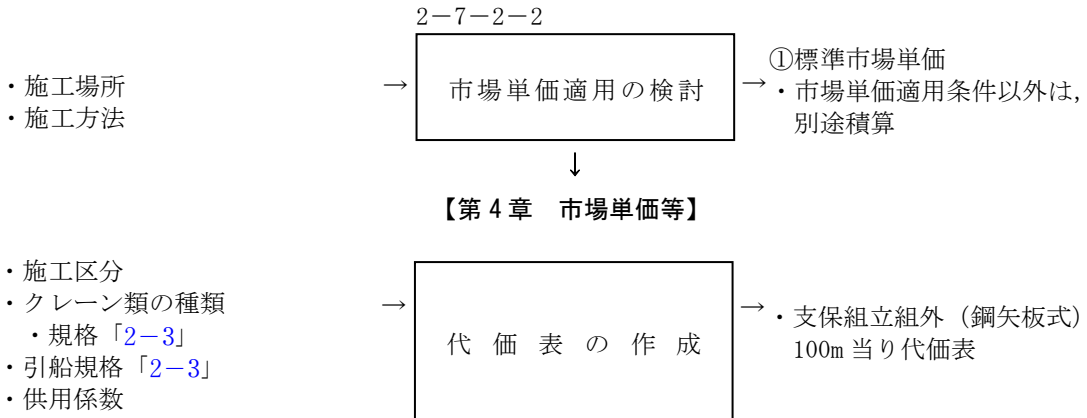 2-7-2-2
・施工場所
・施工方法
→
市場単価適用の検討
→
①標準市場単価
・市場単価適用条件以外は，
別途積算
↓
【第４章　市場単価等】
・施工区分
・クレーン類の種類
・規格「2-3」
・引船規格「2-3」
・供用係数
→
代価表の作成
→
・支保組立組外（鋼矢板式）
100m当り代価表